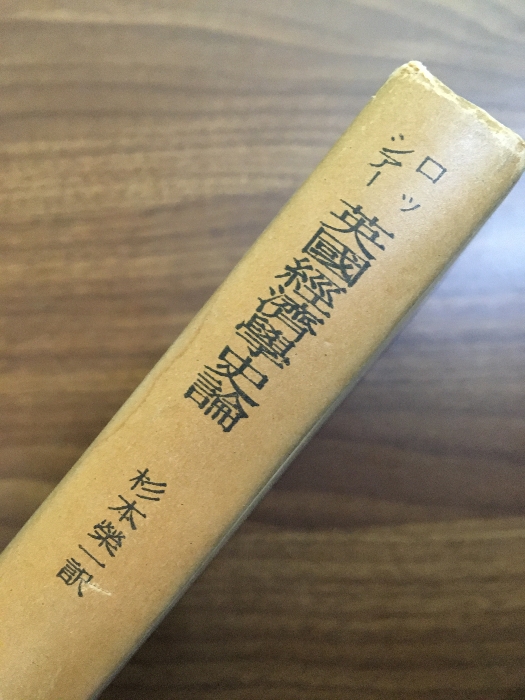 ロッシアー
英國經濟學史論
杉本榮一訳